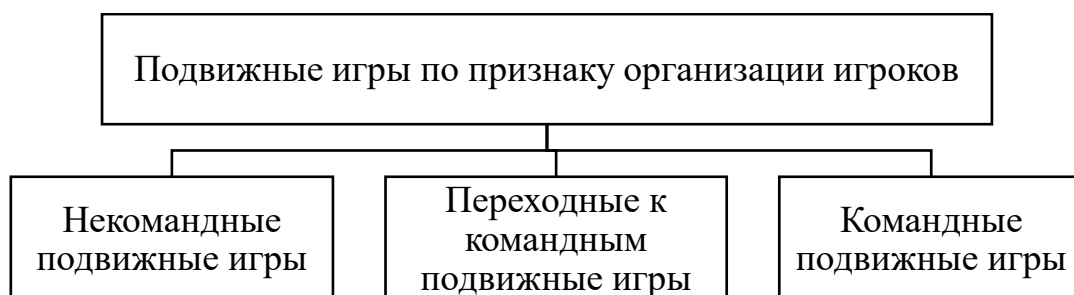 Подвижные игры по признаку организации игроков
Некомандные
подвижные игры
Переходные к
командным
подвижные игры
Командные
подвижные игры